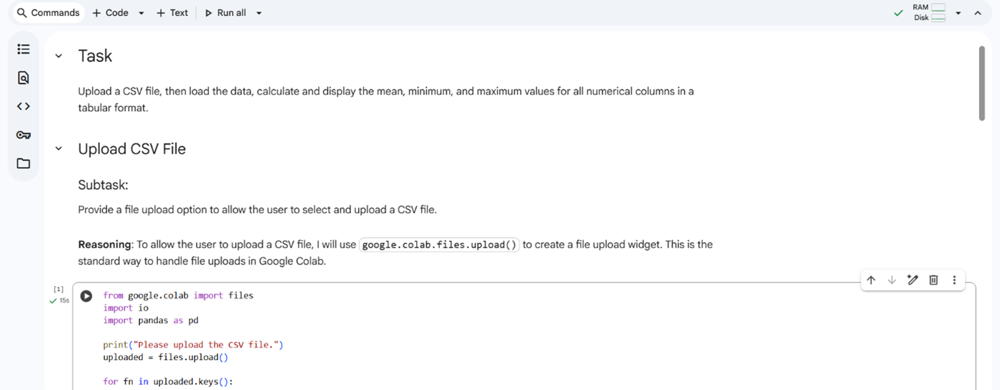 Commands + Code + Text Run all RAM
Disk
Task
Upload a CSV file, then load the data, calculate and display the mean, minimum, and maximum values for all numerical columns in a
tabular format.
Upload CSV File
Subtask:
Provide a file upload option to allow the user to select and upload a CSV file.
Reasoning: To allow the user to upload a CSV file, I will use google.colab.files.upload() to create a file upload widget. This is the
standard way to handle file uploads in Google Colab.
[1]
15s
from google.colab import files
import io
import pandas as pd
print("Please upload the CSV file.")
uploaded = files.upload()
for fn in uploaded.keys():